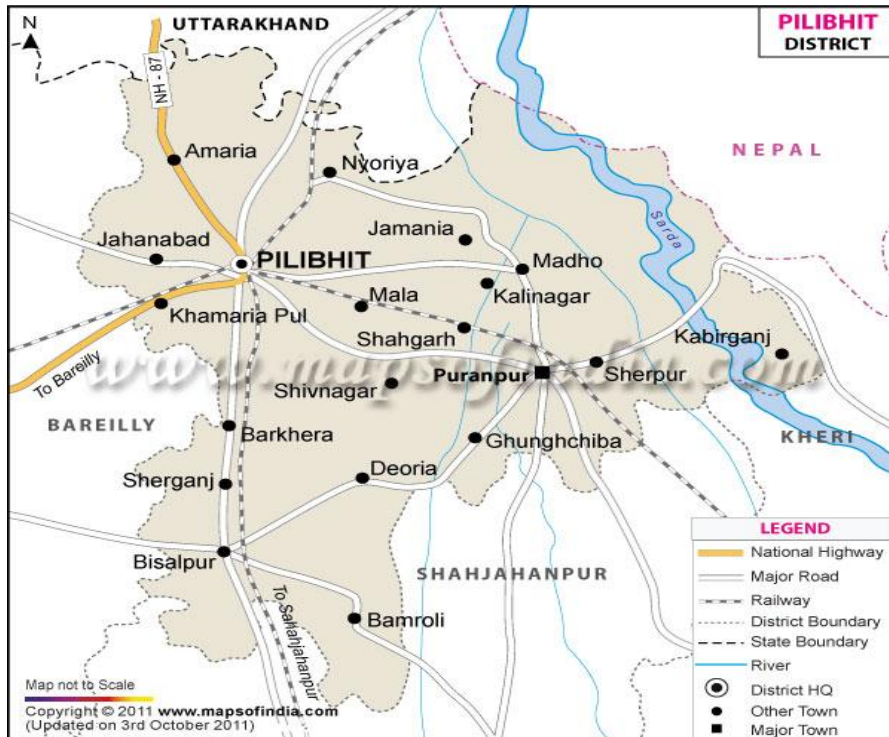 N
UTTARAKHAND
PILIBHIT
DISTRICT
NH - 87
NEPAL
Amaria
Nyoriya
Sarda
Jamania
Jahanabad
PILIBHIT
Madho
Kalinagar
Mala
Khamaria Pul
Shahgarh
Kabirganj
www.mapsofindia.com
To Bareilly
Puranpur
Sherpur
Shivnagar
BAREILLY
Barkhera
Ghunghchiba
KHERI
Deoria
Sherganj
Bisalpur
SHAHJAHANPUR
To Sahahjahanpur
Bamroli
LEGEND
National Highway
Major Road
Railway
District Boundary
State Boundary
River
District HQ
Other Town
Major Town
Map not to Scale
Copyright © 2011 www.mapsofindia.com
(Updated on 3rd October 2011)